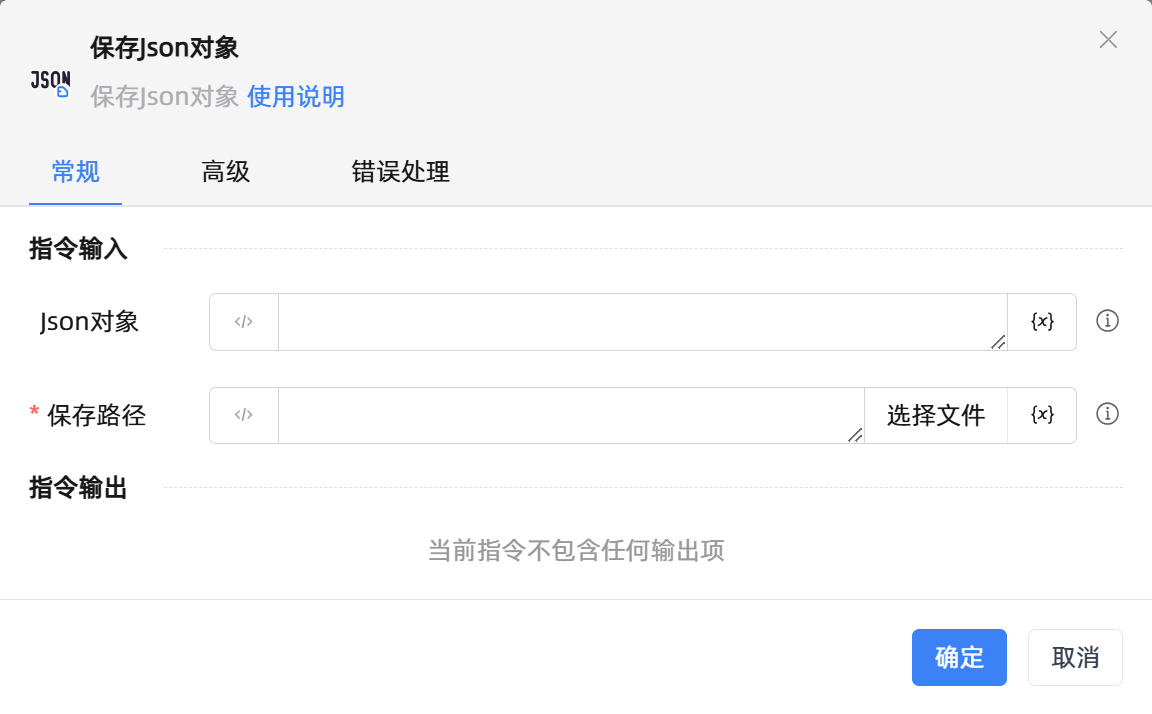 保存Json对象
JSON
保存Json对象 使用说明
常规 高级 错误处理
指令输入
Json对象 </> {x}
* 保存路径 </> 选择文件 {x}
指令输出
当前指令不包含任何输出项
确定 取消